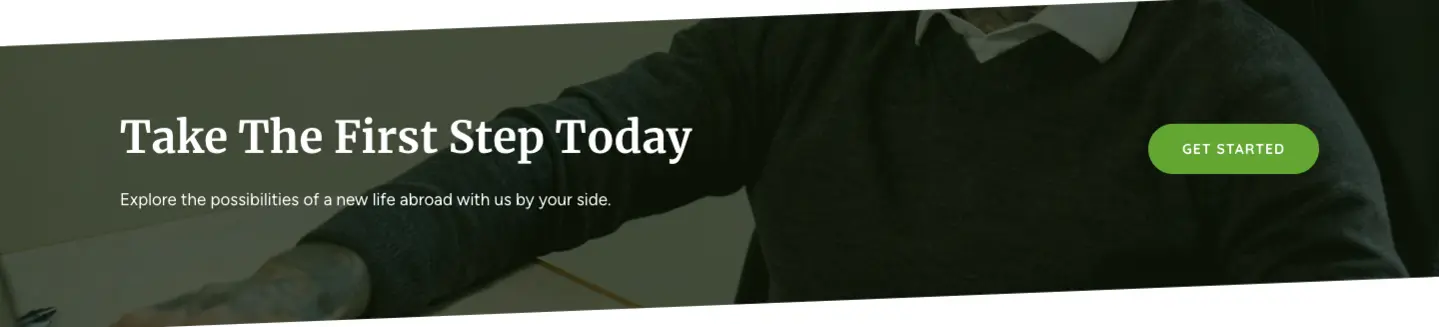 Take The First Step Today
Explore the possibilities of a new life abroad with us by your side.
GET STARTED